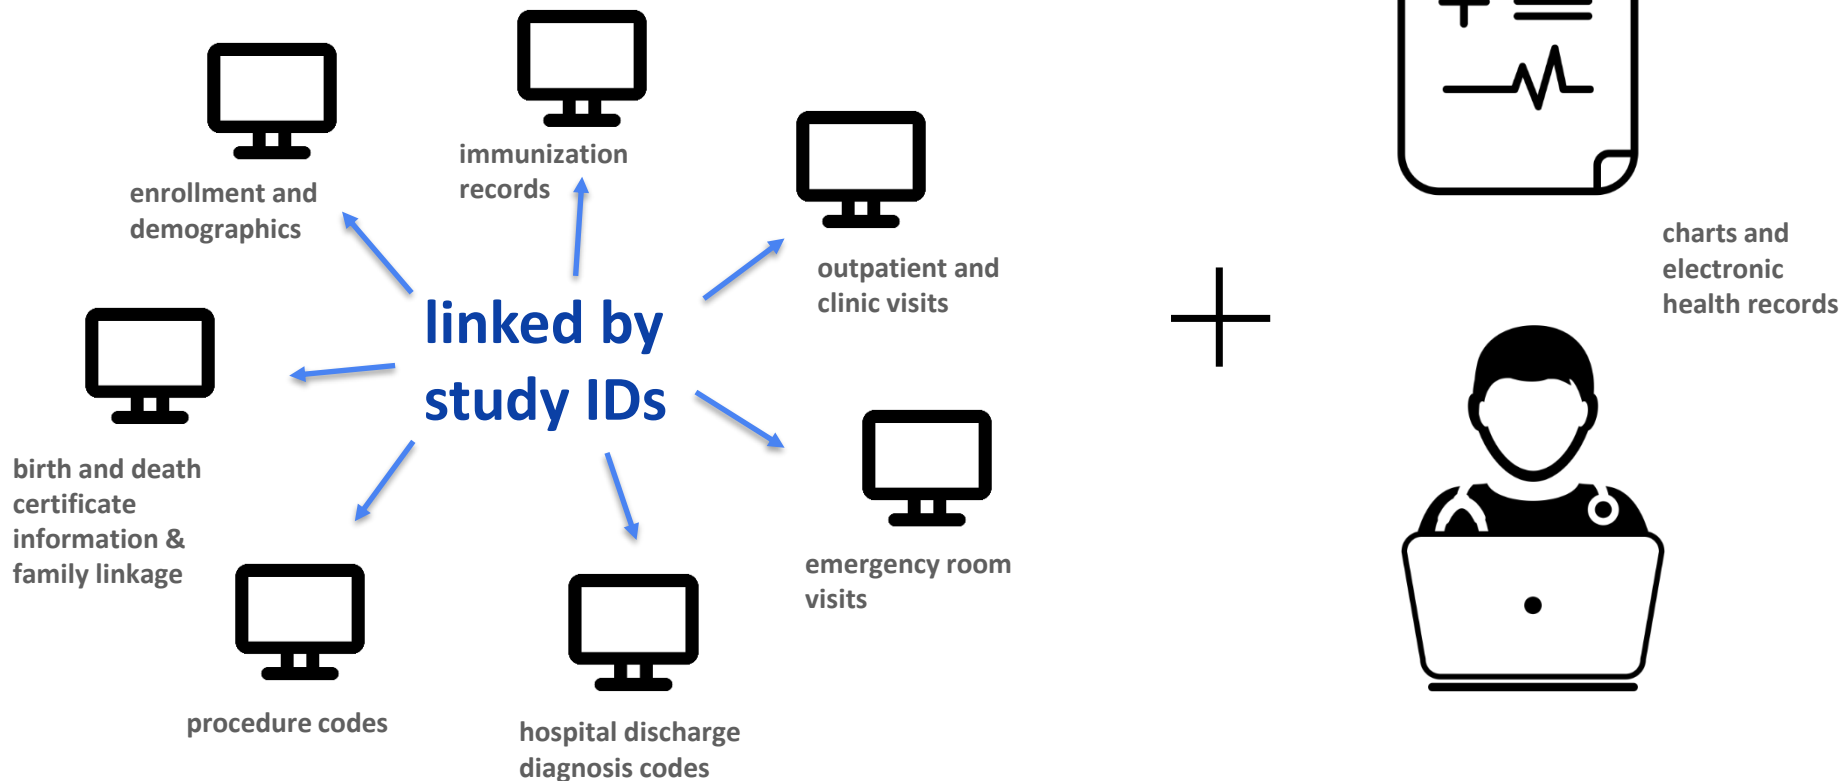 immunization
records
enrollment and
demographics
outpatient and
clinic visits
linked by
study IDs
birth and death
certificate
information &
family linkage
emergency room
visits
procedure codes
hospital discharge
diagnosis codes
charts and
electronic
health records